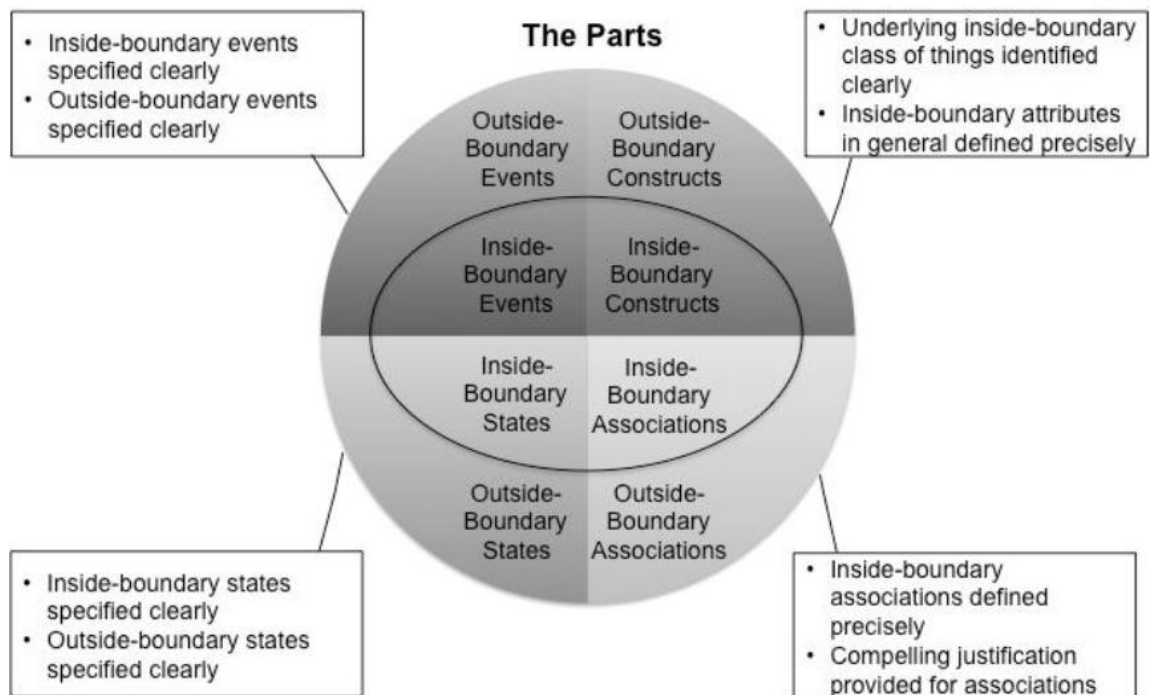 The Parts
• Inside-boundary events
specified clearly
• Outside-boundary events
specified clearly
• Underlying inside-boundary
class of things identified
clearly
• Inside-boundary attributes
in general defined precisely
Outside-
Boundary
Events
Outside-
Boundary
Constructs
Inside-
Boundary
Events
Inside-
Boundary
Constructs
Inside-
Boundary
States
Inside-
Boundary
Associations
Outside-
Boundary
States
Outside-
Boundary
Associations
• Inside-boundary states
specified clearly
• Outside-boundary states
specified clearly
• Inside-boundary
associations defined
precisely
• Compelling justification
provided for associations